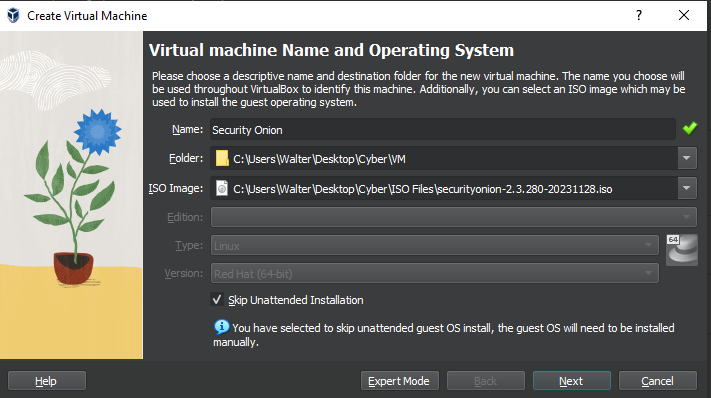 Create Virtual Machine
Virtual machine Name and Operating System
Please choose a descriptive name and destination folder for the new virtual machine. The name you choose will
be used throughout VirtualBox to identify this machine. Additionally, you can select an ISO image which may be
used to install the guest operating system.
Name: Security Onion
Folder: C:\Users\Walter\Desktop\Cyber\VM
ISO Image: C:\Users\Walter\Desktop\Cyber\ISO Files\securityonion-2.3.280-20231128.iso
Edition:
Type: Linux 64
Version: Red Hat (64-bit)
Skip Unattended Installation
You have selected to skip unattended guest OS install, the guest OS will need to be installed
manually.
Help Expert Mode Back Next Cancel